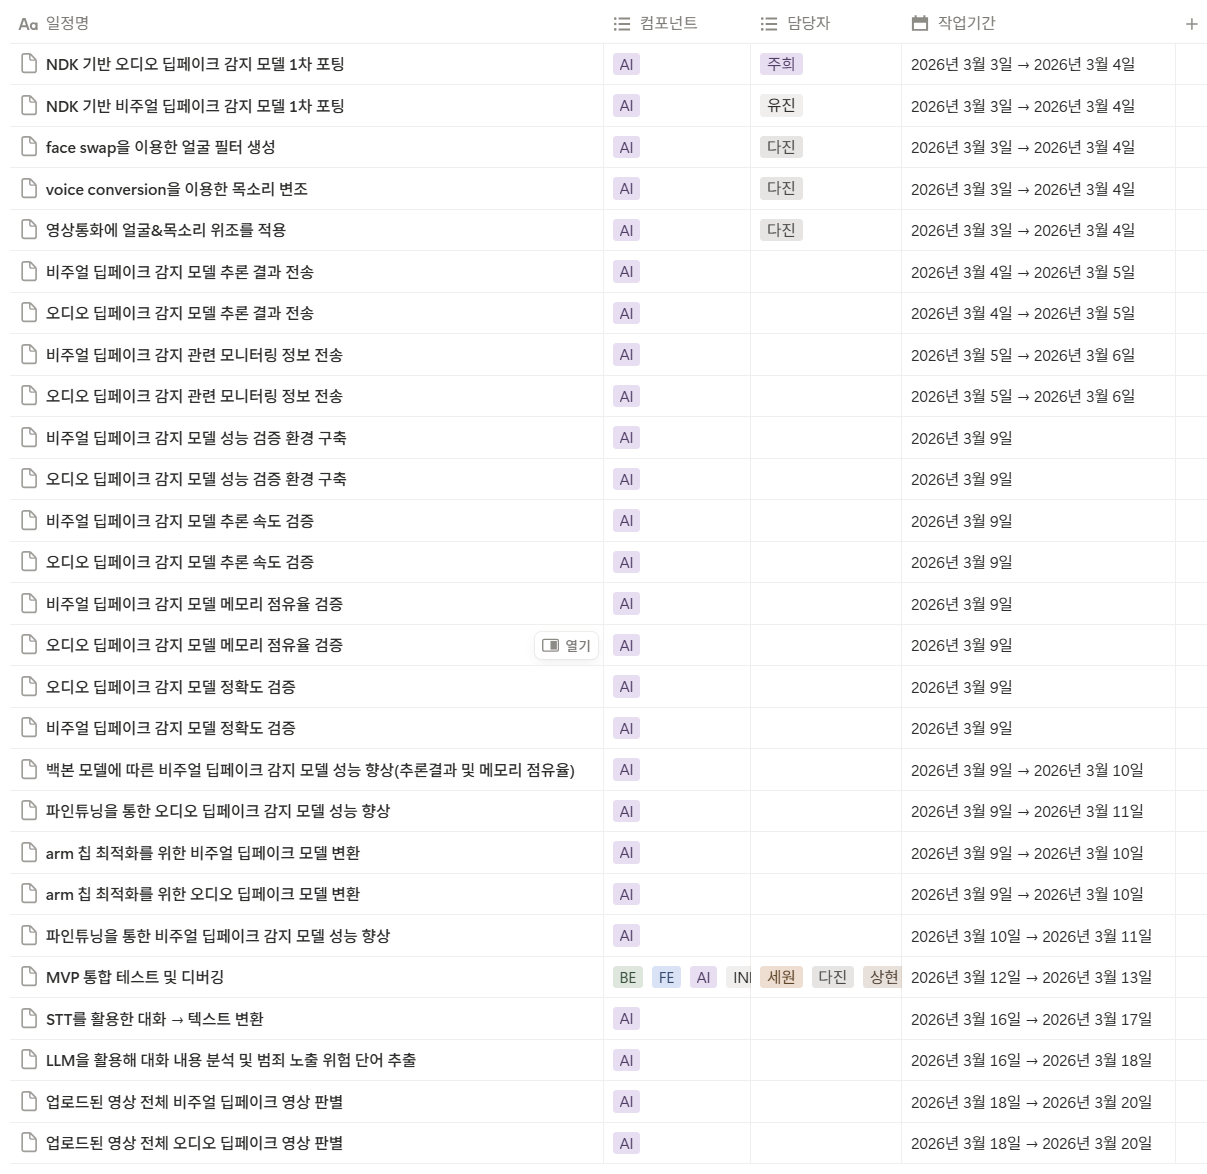 Aa 일정명 컴포넌트 담당자 작업기간 +
NDK 기반 오디오 딥페이크 감지 모델 1차 포팅 AI 주희 2026년 3월 3일 → 2026년 3월 4일
NDK 기반 비주얼 딥페이크 감지 모델 1차 포팅 AI 유진 2026년 3월 3일 → 2026년 3월 4일
face swap을 이용한 얼굴 필터 생성 AI 다진 2026년 3월 3일 → 2026년 3월 4일
voice conversion을 이용한 목소리 변조 AI 다진 2026년 3월 3일 → 2026년 3월 4일
영상통화에 얼굴&목소리 위조를 적용 AI 다진 2026년 3월 3일 → 2026년 3월 4일
비주얼 딥페이크 감지 모델 추론 결과 전송 AI 2026년 3월 4일 → 2026년 3월 5일
오디오 딥페이크 감지 모델 추론 결과 전송 AI 2026년 3월 4일 → 2026년 3월 5일
비주얼 딥페이크 감지 관련 모니터링 정보 전송 AI 2026년 3월 5일 → 2026년 3월 6일
오디오 딥페이크 감지 관련 모니터링 정보 전송 AI 2026년 3월 5일 → 2026년 3월 6일
비주얼 딥페이크 감지 모델 성능 검증 환경 구축 AI 2026년 3월 9일
오디오 딥페이크 감지 모델 성능 검증 환경 구축 AI 2026년 3월 9일
비주얼 딥페이크 감지 모델 추론 속도 검증 AI 2026년 3월 9일
오디오 딥페이크 감지 모델 추론 속도 검증 AI 2026년 3월 9일
비주얼 딥페이크 감지 모델 메모리 점유율 검증 AI 2026년 3월 9일
오디오 딥페이크 감지 모델 메모리 점유율 검증 열기 AI 2026년 3월 9일
오디오 딥페이크 감지 모델 정확도 검증 AI 2026년 3월 9일
비주얼 딥페이크 감지 모델 정확도 검증 AI 2026년 3월 9일
백본 모델에 따른 비주얼 딥페이크 감지 모델 성능 향상(추론결과 및 메모리 점유율) AI 2026년 3월 9일 → 2026년 3월 10일
파인튜닝을 통한 오디오 딥페이크 감지 모델 성능 향상 AI 2026년 3월 9일 → 2026년 3월 11일
arm 칩 최적화를 위한 비주얼 딥페이크 모델 변환 AI 2026년 3월 9일 → 2026년 3월 10일
arm 칩 최적화를 위한 오디오 딥페이크 모델 변환 AI 2026년 3월 9일 → 2026년 3월 10일
파인튜닝을 통한 비주얼 딥페이크 감지 모델 성능 향상 AI 2026년 3월 10일 → 2026년 3월 11일
MVP 통합 테스트 및 디버깅 BE FE AI 세원 다진 상현 2026년 3월 12일 → 2026년 3월 13일
STT를 활용한 대화 → 텍스트 변환 AI 2026년 3월 16일 → 2026년 3월 17일
LLM을 활용해 대화 내용 분석 및 범죄 노출 위험 단어 추출 AI 2026년 3월 16일 → 2026년 3월 18일
업로드된 영상 전체 비주얼 딥페이크 영상 판별 AI 2026년 3월 18일 → 2026년 3월 20일
업로드된 영상 전체 오디오 딥페이크 영상 판별 AI 2026년 3월 18일 → 2026년 3월 20일